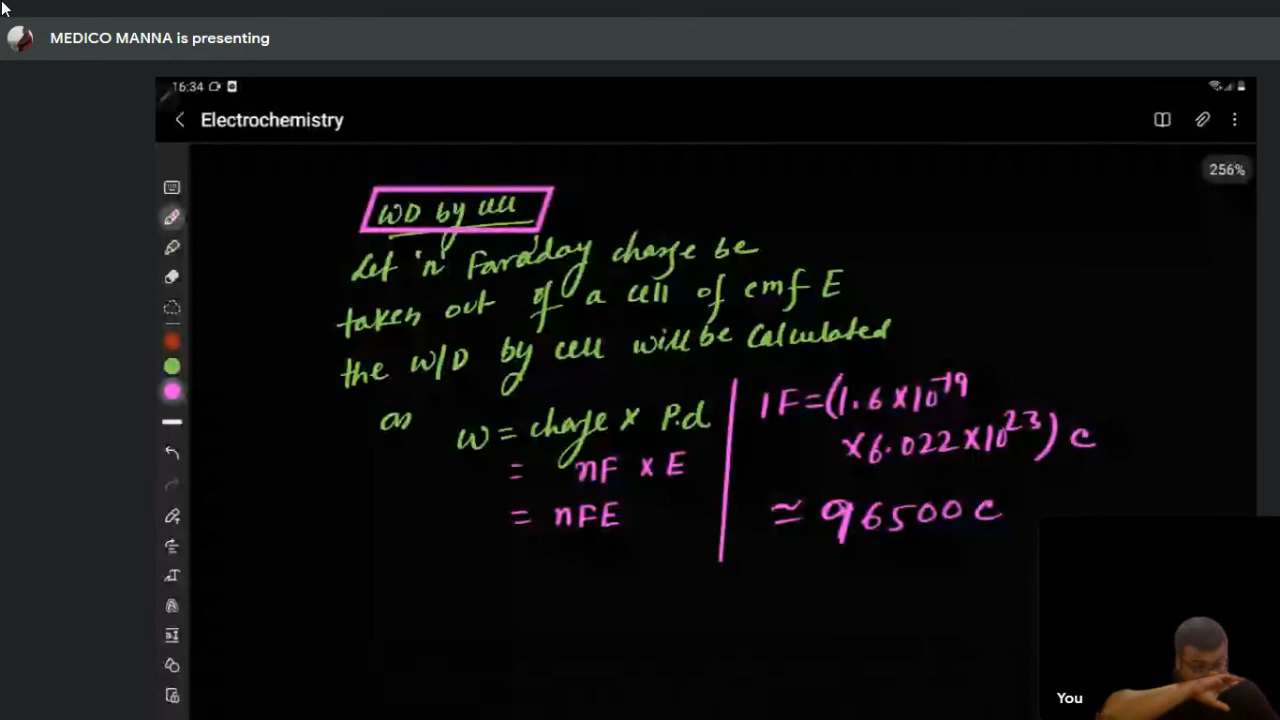 MEDICO MANNA is presenting
16:34
Electrochemistry
256%
WD by cell
Let 'n' Faraday charge be
taken out of a cell of emf E
the W/D by cell will be calculated
as
W = charge × P.d
= nF × E
= nFE
1F = (1.6×10⁻¹⁹
×6.022×10²³) C
≃ 96500 C
You